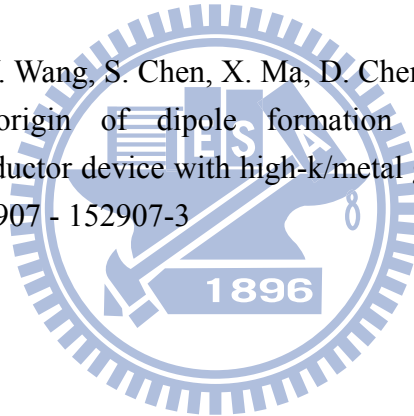 Wang, S. Chen, X. Ma, D. Chen
origin of dipole formation
ductor device with high-k/metal
907 - 152907-3
E S A
1896